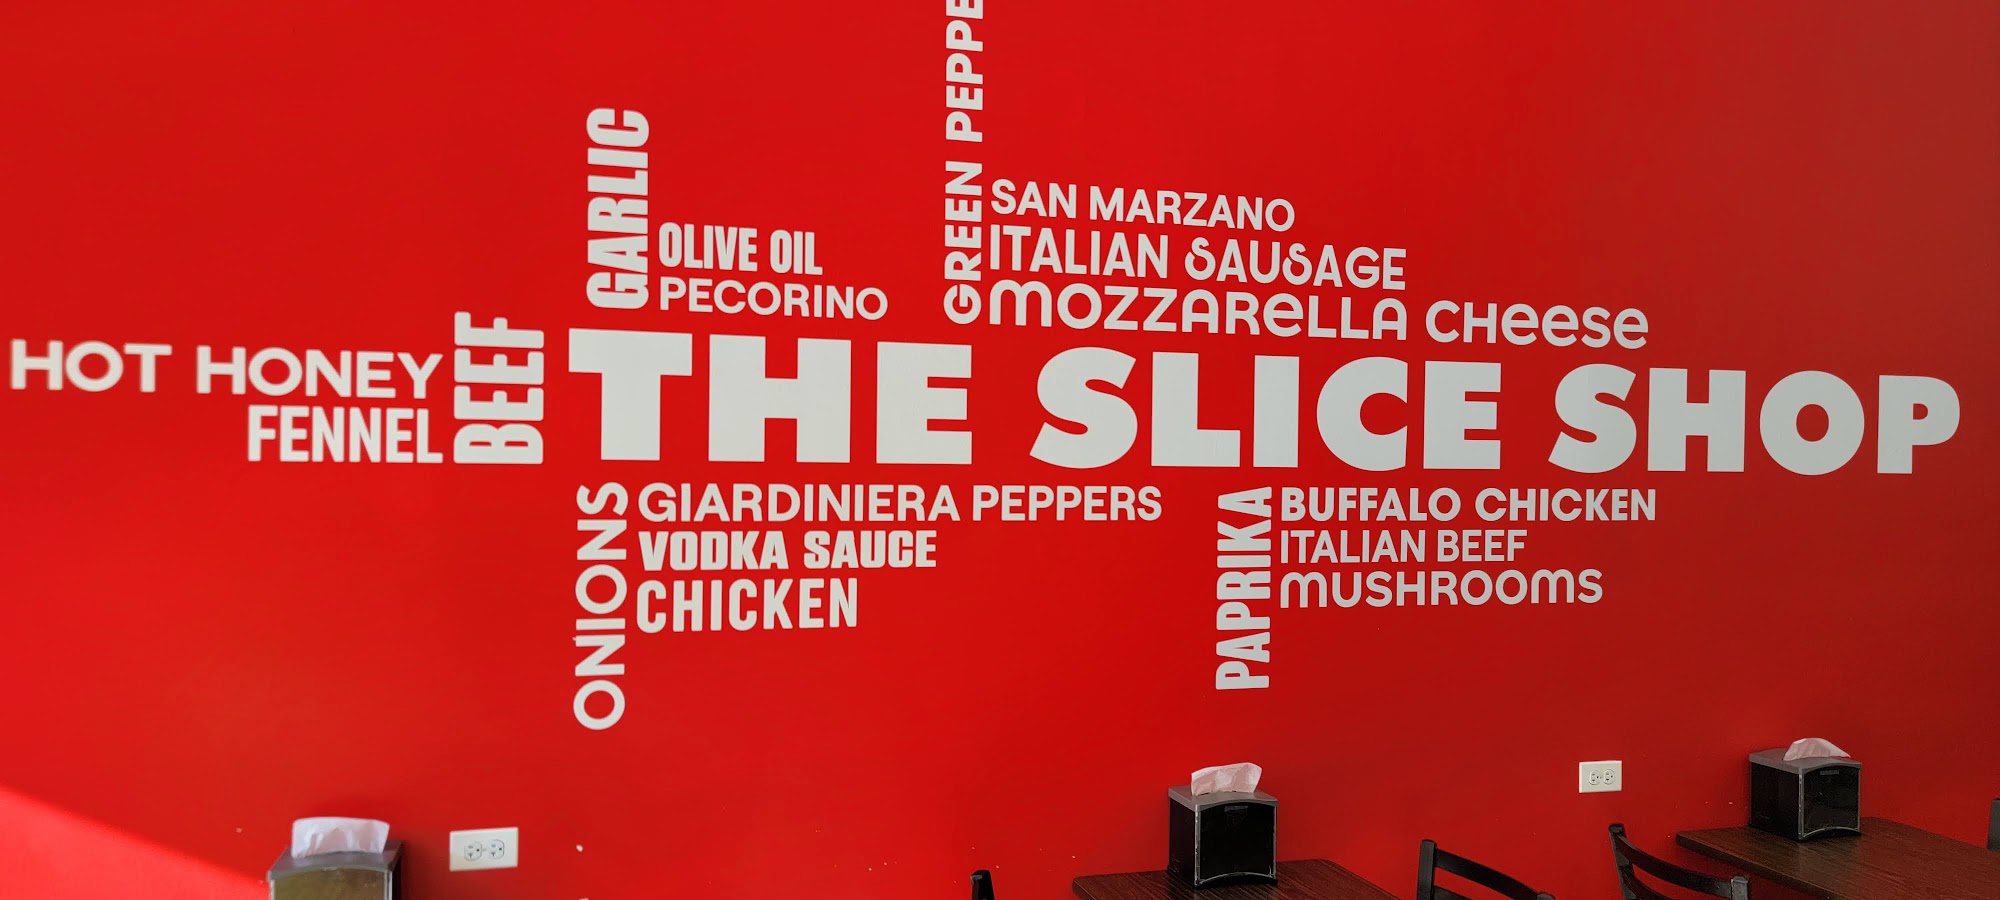 GREEN PEPPE
GARLIC
SAN MARZANO
OLIVE OIL
ITALIAN SAUSAGE
PECORINO
MOZZARELLA CHEESE
HOT HONEY
FENNEL
BEEF
THE SLICE SHOP
ONIONS
GIARDINIERA PEPPERS
VODKA SAUCE
CHICKEN
PAPRIKA
BUFFALO CHICKEN
ITALIAN BEEF
MUSHROOMS